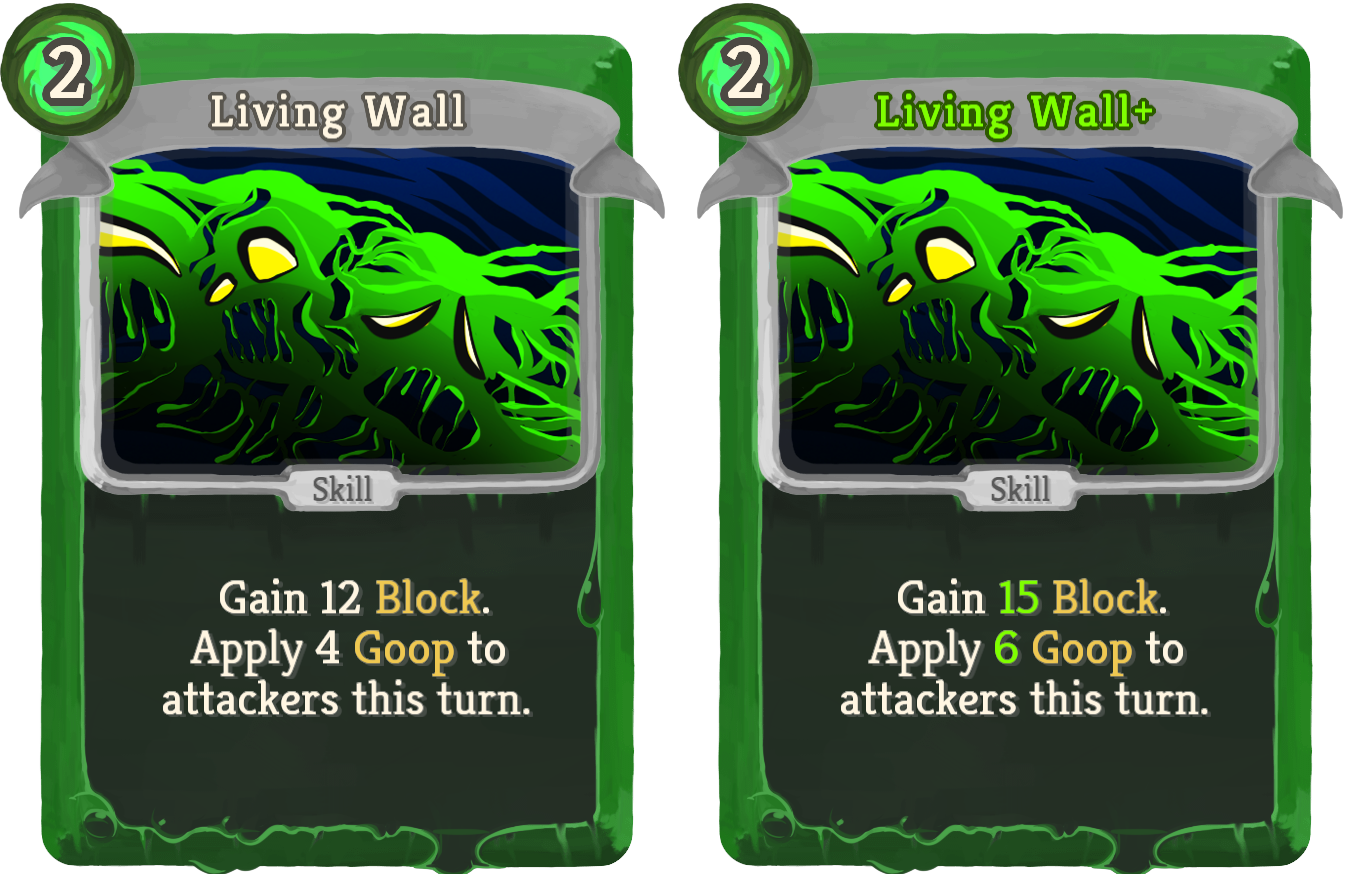 2
Living Wall
Skill
Gain 12 Block.
Apply 4 Goop to
attackers this turn.
2
Living Wall+
Skill
Gain 15 Block.
Apply 6 Goop to
attackers this turn.